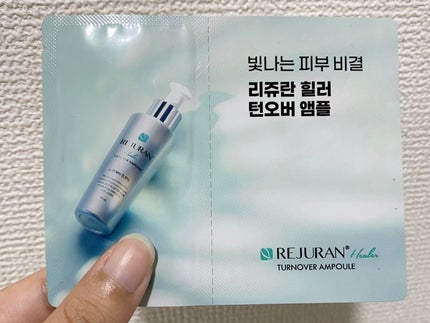 빛나는 피부 비결
리쥬란 힐러
턴오버 앰플
REJURAN®
REJURAN® Healer
TURNOVER AMPOULE